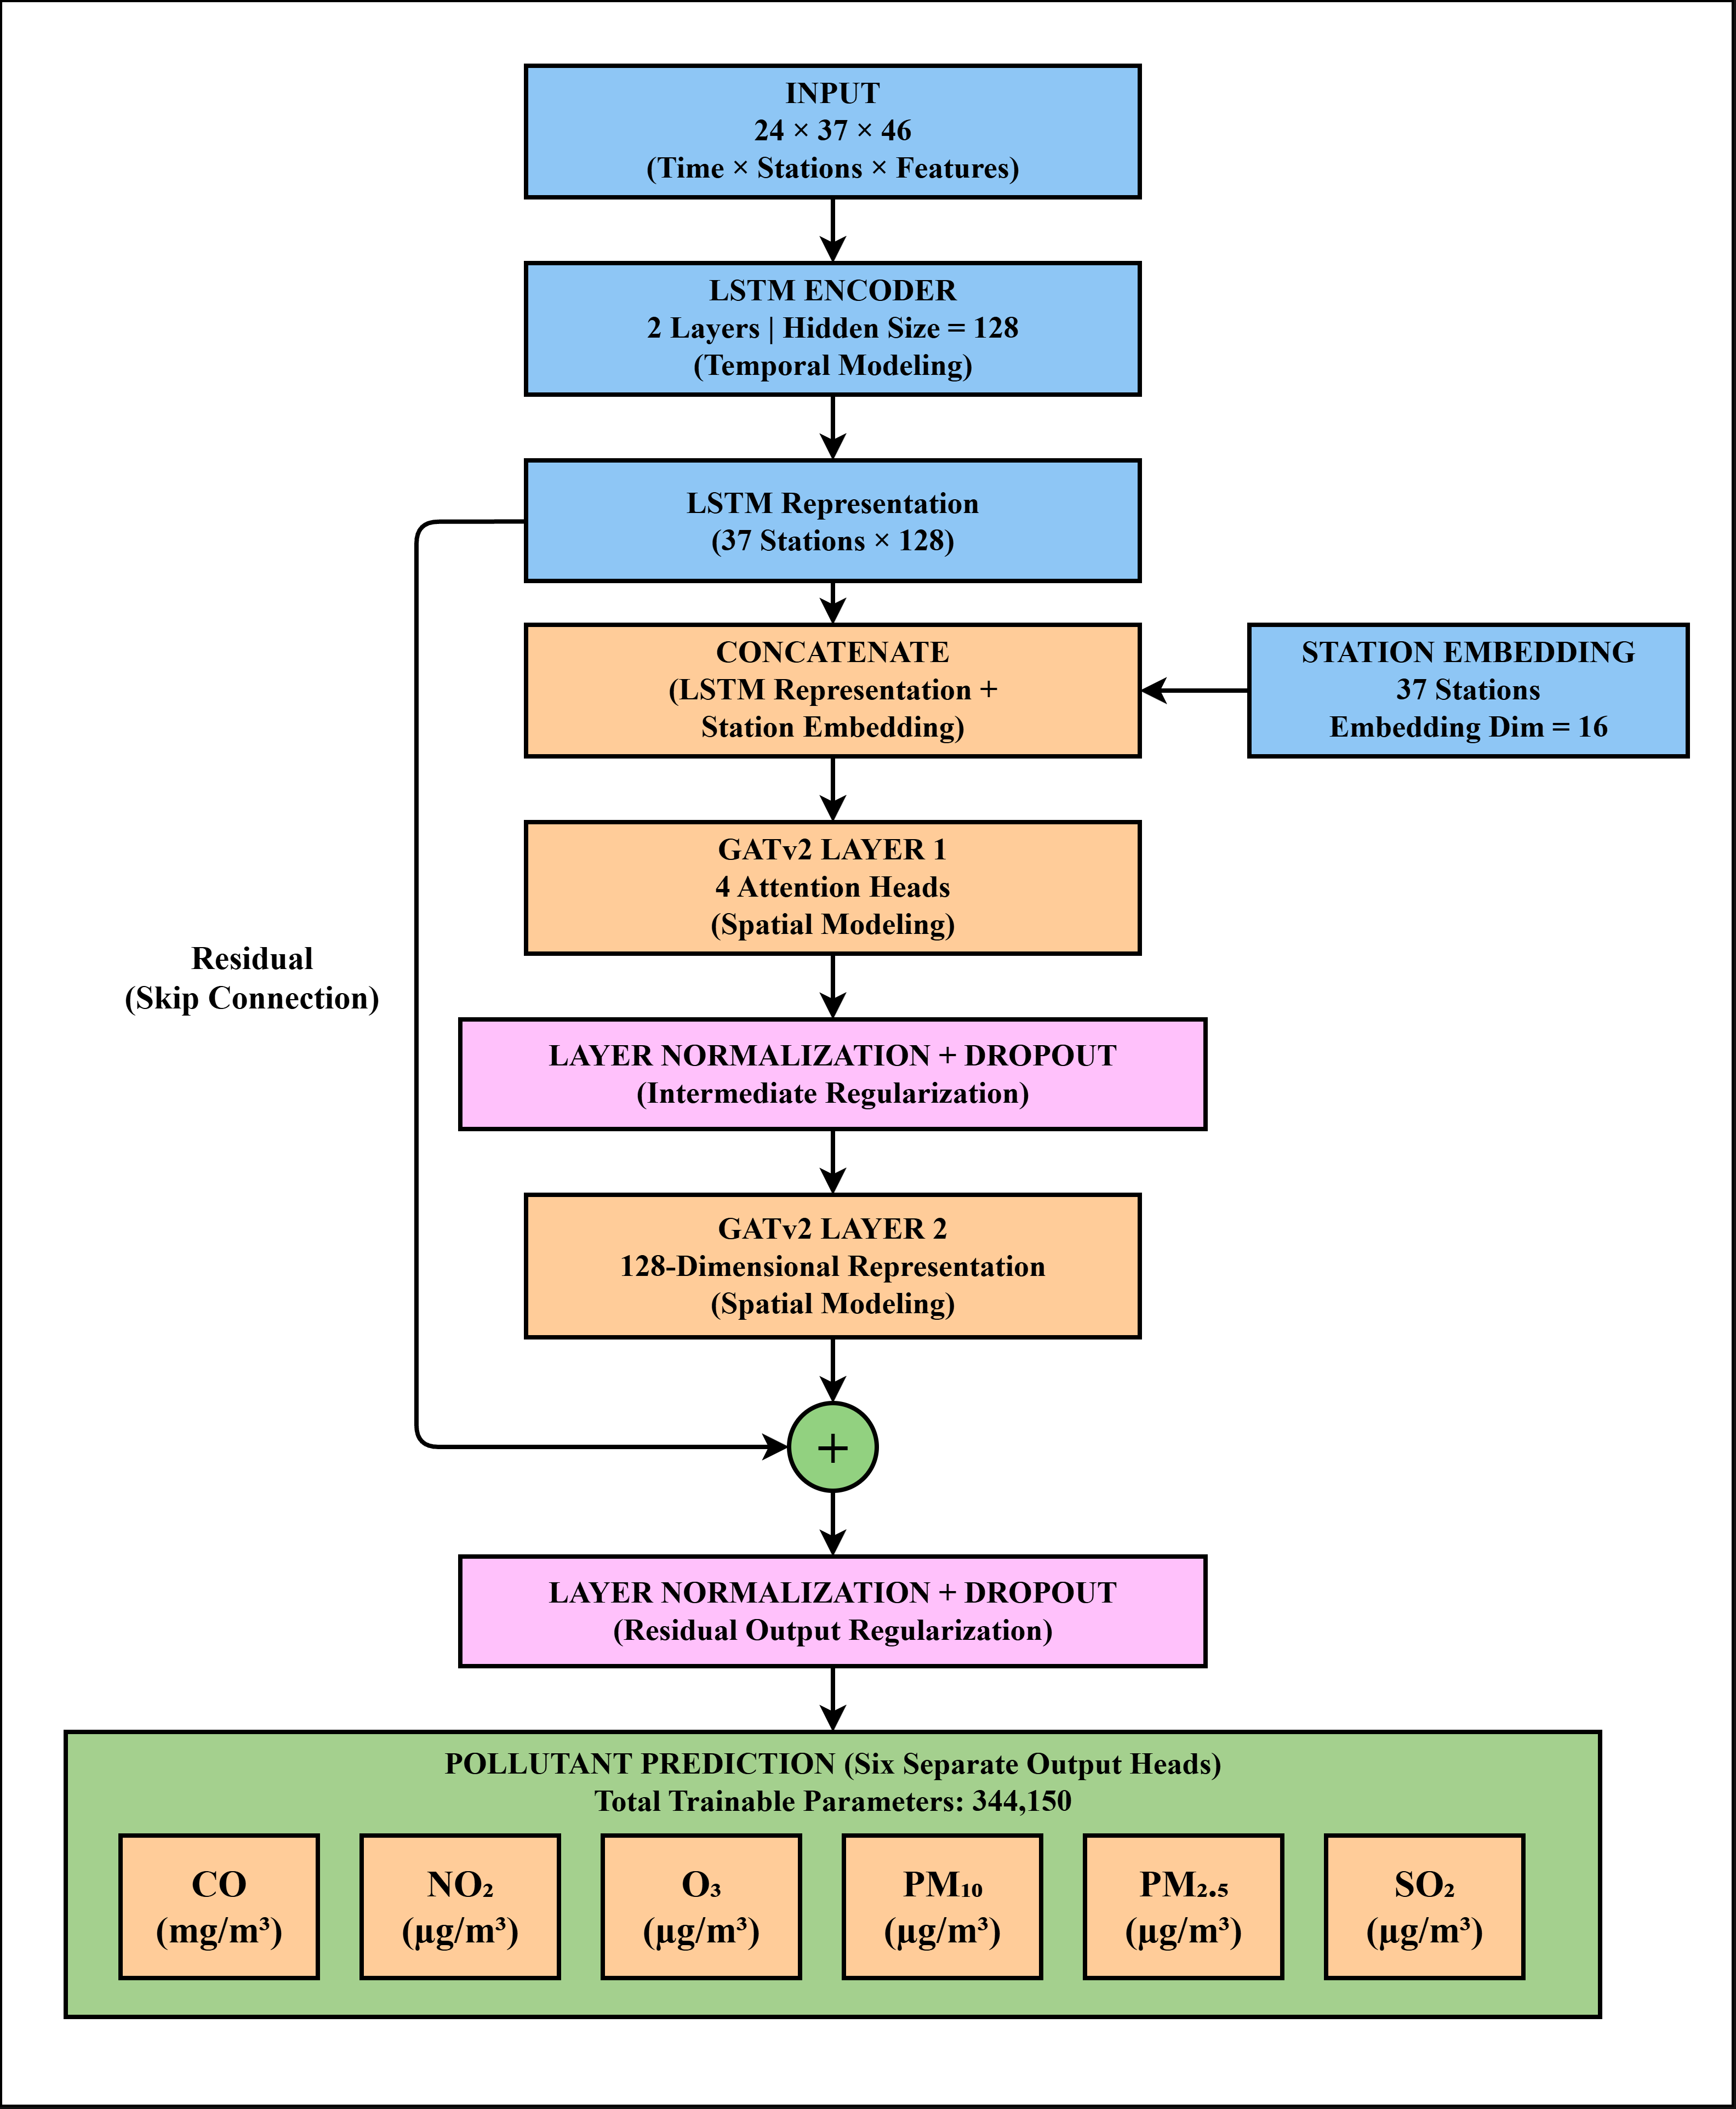 INPUT
24 × 37 × 46
(Time × Stations × Features)
LSTM ENCODER
2 Layers | Hidden Size = 128
(Temporal Modeling)
LSTM Representation
(37 Stations × 128)
CONCATENATE
(LSTM Representation +
Station Embedding)
STATION EMBEDDING
37 Stations
Embedding Dim = 16
GATv2 LAYER 1
4 Attention Heads
(Spatial Modeling)
Residual
(Skip Connection)
LAYER NORMALIZATION + DROPOUT
(Intermediate Regularization)
GATv2 LAYER 2
128-Dimensional Representation
(Spatial Modeling)
+
LAYER NORMALIZATION + DROPOUT
(Residual Output Regularization)
POLLUTANT PREDICTION (Six Separate Output Heads)
Total Trainable Parameters: 344,150
CO
(mg/m³)
NO₂
(µg/m³)
O₃
(µg/m³)
PM₁₀
(µg/m³)
PM₂.₅
(µg/m³)
SO₂
(µg/m³)